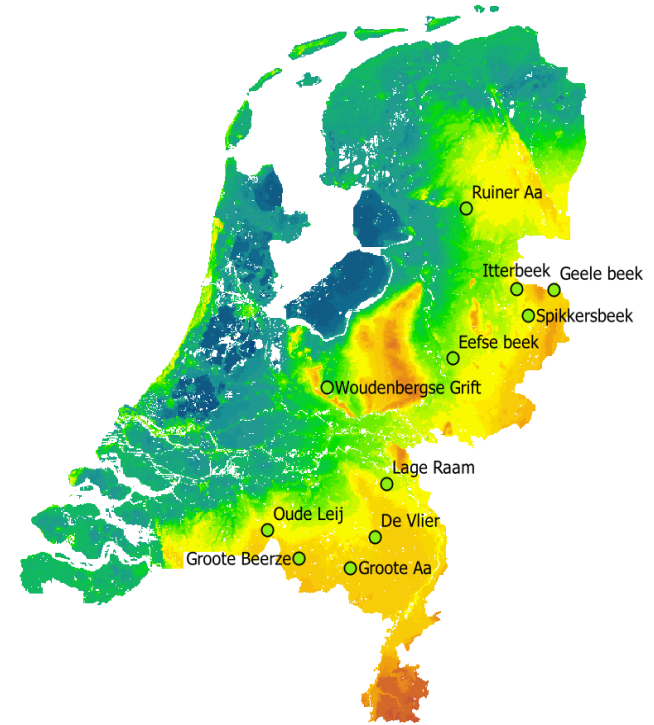 Ruiner Aa
Itterbeek
Geele beek
Spikkersbeek
Eefse beek
Woudenbergse Grift
Lage Raam
Oude Leij
De Vlier
Groote Beerze
Groote Aa